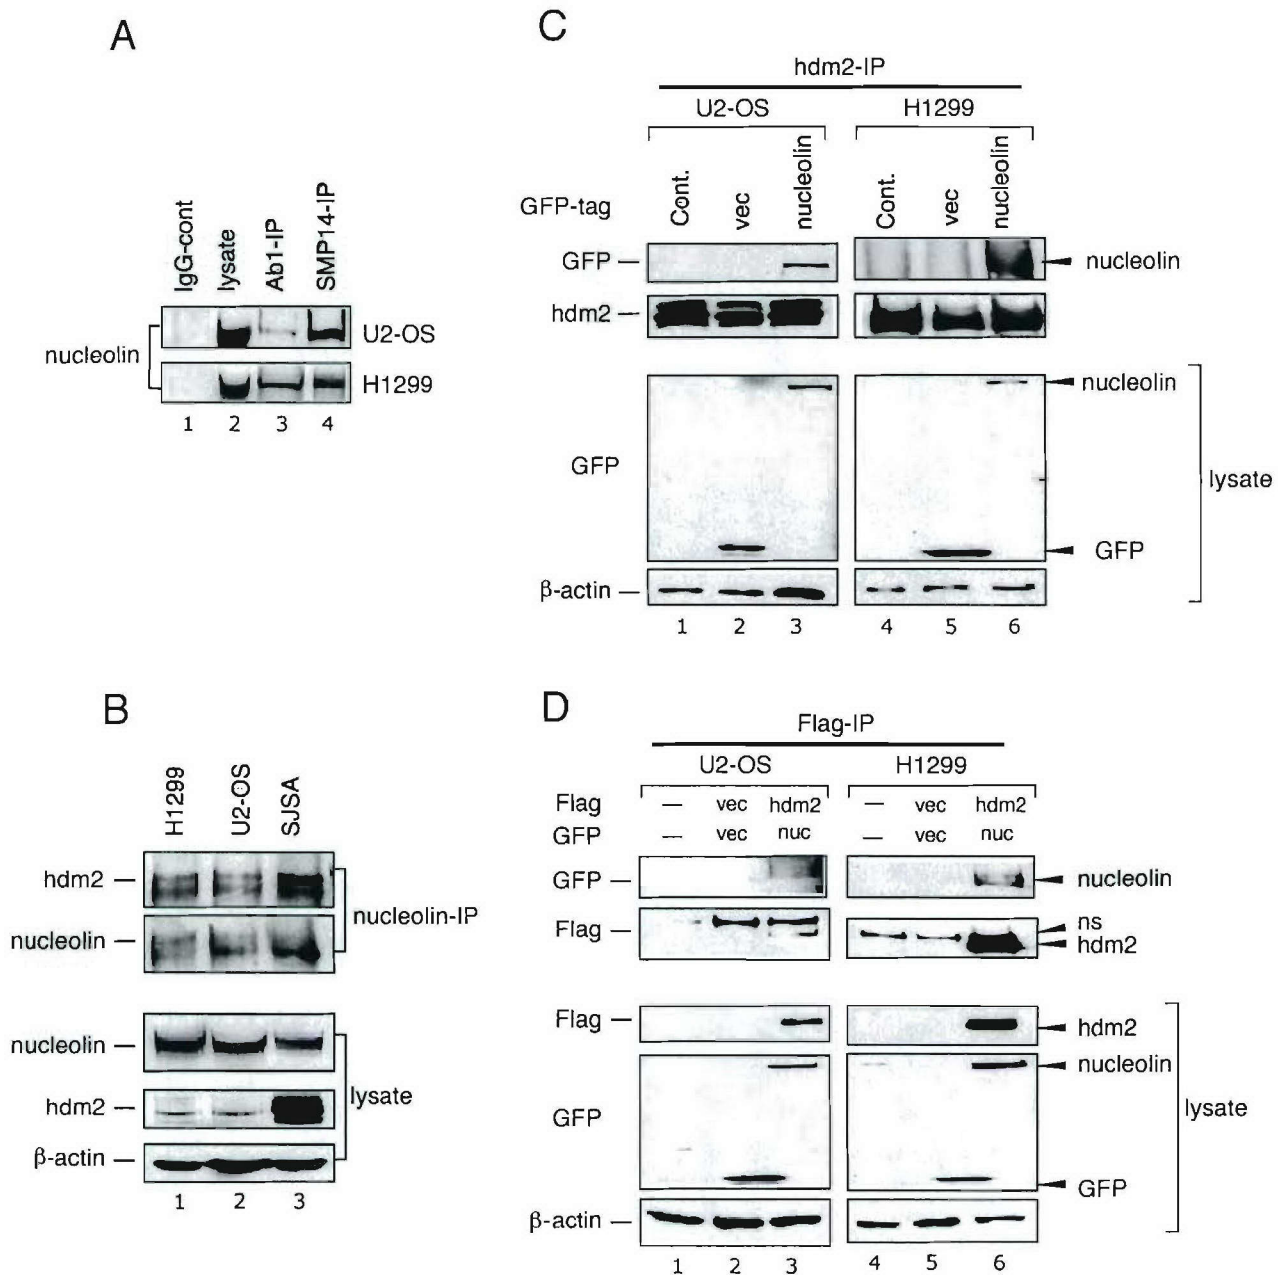 A
IgG-cont
lysate
Ab1-IP
SMP14-IP
nucleolin
U2-OS
H1299
1 2 3 4
B
H1299
U2-OS
SJSA
hdm2
nucleolin
nucleolin-IP
nucleolin
hdm2
β-actin
lysate
1 2 3
C
hdm2-IP
U2-OS H1299
GFP-tag
Cont. vec nucleolin Cont. vec nucleolin
GFP nucleolin
hdm2
nucleolin
GFP
GFP
lysate
β-actin
1 2 3 4 5 6
D
Flag-IP
U2-OS H1299
Flag — vec hdm2 — vec hdm2
GFP — vec nuc — vec nuc
GFP nucleolin
Flag ns
hdm2
Flag hdm2
nucleolin
GFP
GFP
lysate
β-actin
1 2 3 4 5 6